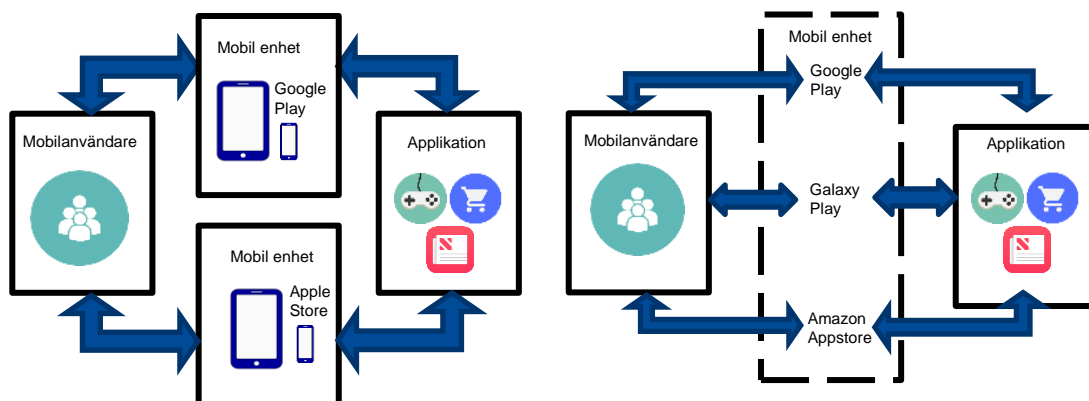 Mobil enhet
Google
Play
Mobilanvändare
Applikation
Mobil enhet
Apple
Store
Mobil enhet
Google
Play
Mobilanvändare
Applikation
Galaxy
Play
Amazon
Appstore